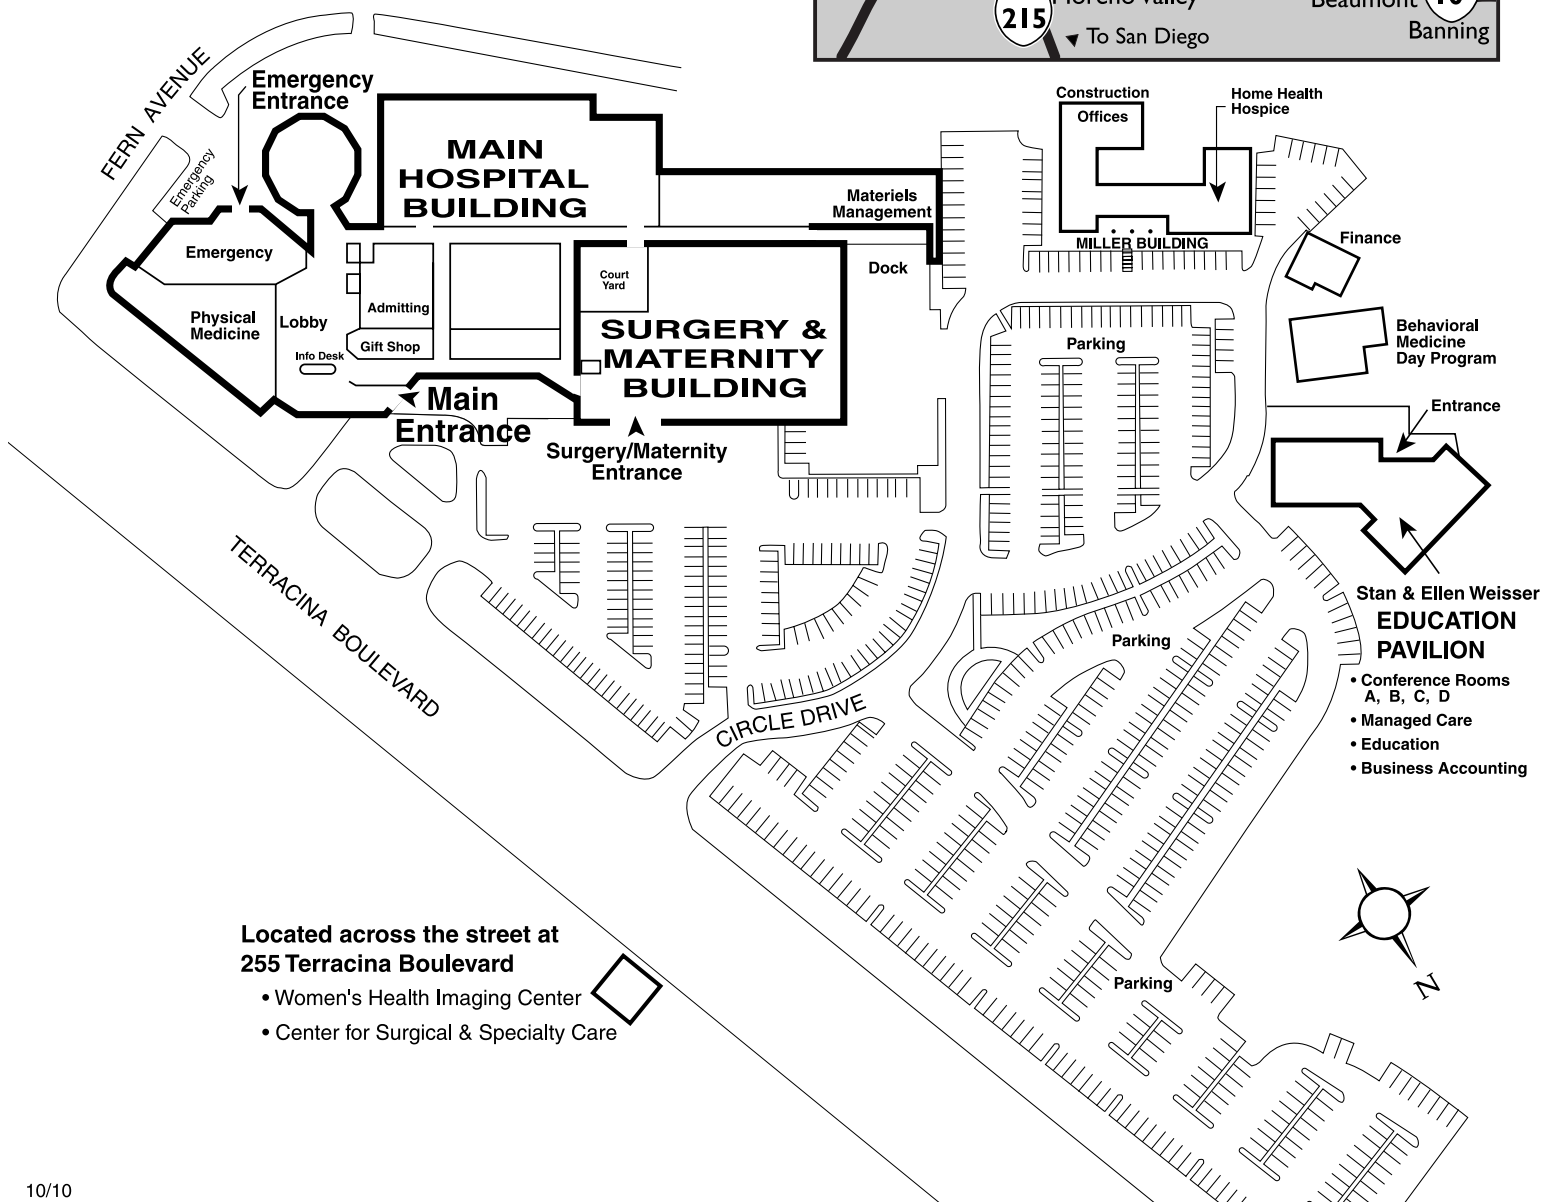 215
Moreno Valley
To San Diego
Beaumont
10
Banning
FERN AVENUE
Emergency
Entrance
Emergency
Parking
MAIN
HOSPITAL
BUILDING
Materiels
Management
Construction
Offices
Home Health
Hospice
MILLER BUILDING
Finance
Emergency
Physical
Medicine
Lobby
Info Desk
Admitting
Gift Shop
Court
Yard
SURGERY &
MATERNITY
BUILDING
Dock
Parking
Behavioral
Medicine
Day Program
Entrance
Main
Entrance
Surgery/Maternity
Entrance
TERRACINA BOULEVARD
CIRCLE DRIVE
Parking
Stan & Ellen Weisser
EDUCATION
PAVILION
• Conference Rooms
A, B, C, D
• Managed Care
• Education
• Business Accounting
Located across the street at
255 Terracina Boulevard
• Women's Health Imaging Center
• Center for Surgical & Specialty Care
Parking
N
10/10